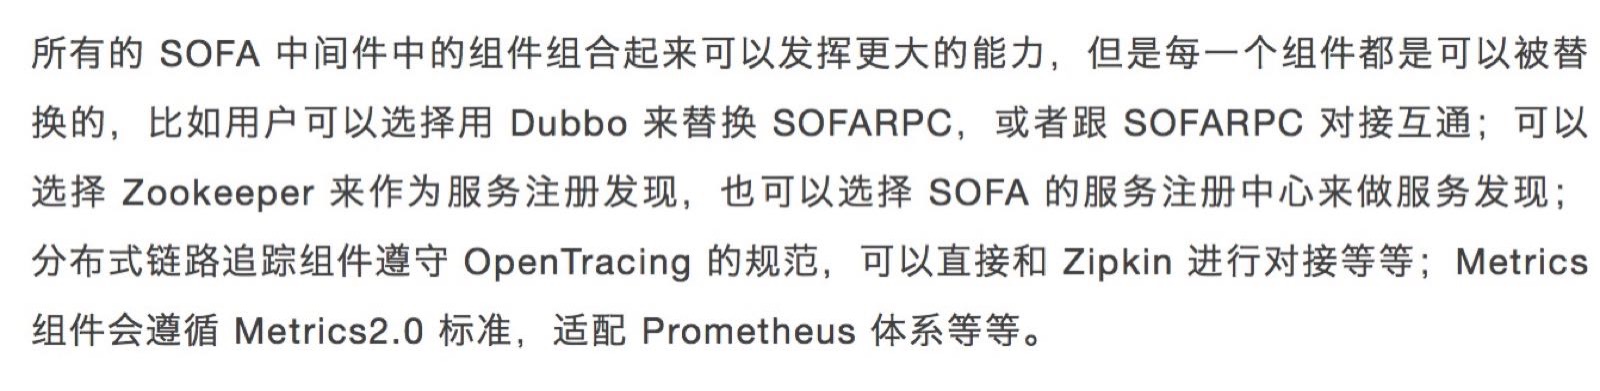 所有的 SOFA 中间件中的组件组合起来可以发挥更大的能力，但是每一个组件都是可以被替
换的，比如用户可以选择用 Dubbo 来替换 SOFARPC，或者跟 SOFARPC 对接互通；可以
选择 Zookeeper 来作为服务注册发现，也可以选择 SOFA 的服务注册中心来做服务发现；
分布式链路追踪组件遵守 OpenTracing 的规范，可以直接和 Zipkin 进行对接等等；Metrics
组件会遵循 Metrics2.0 标准，适配 Prometheus 体系等等。